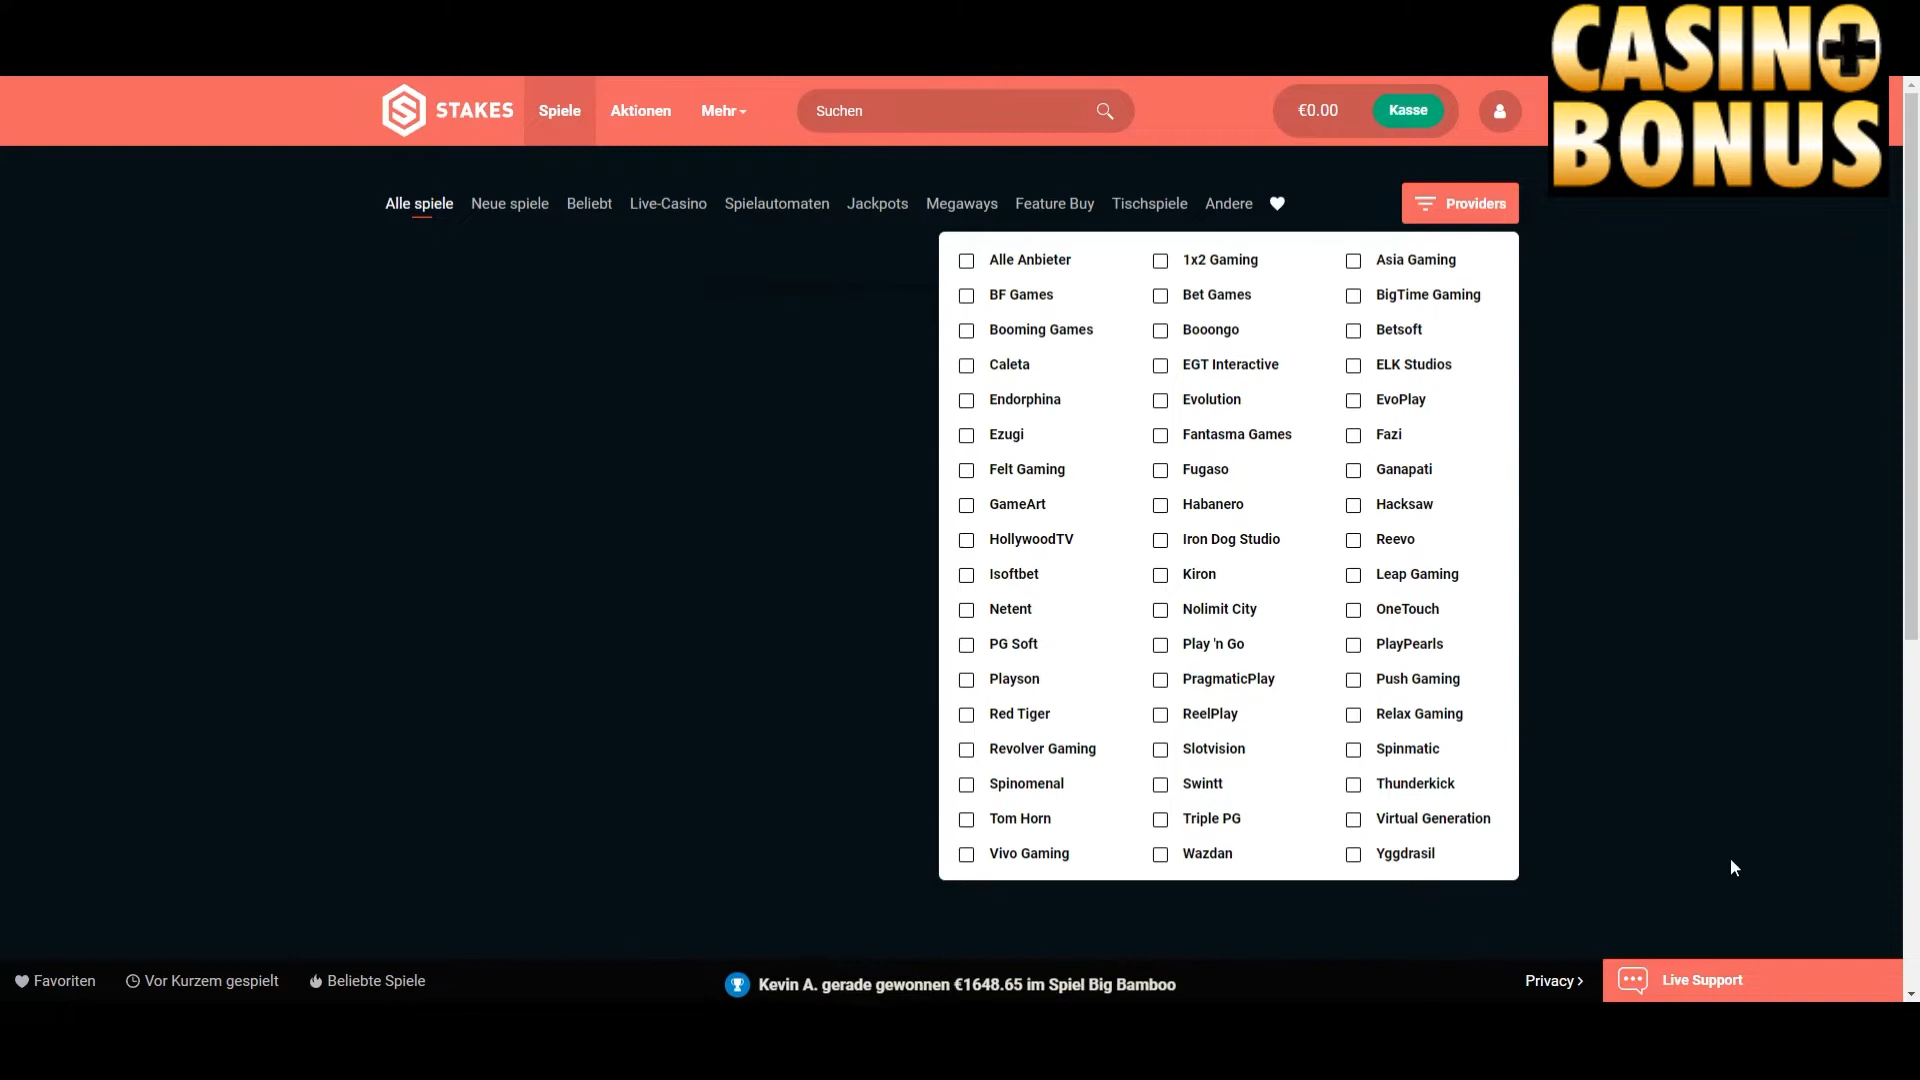 CASINO
BONUS
STAKES Spiele Aktionen Mehr Suchen €0.00 Kasse
Alle spiele Neue spiele Beliebt Live-Casino Spielautomaten Jackpots Megaways Feature Buy Tischspiele Andere Providers
Alle Anbieter 1x2 Gaming Asia Gaming
BF Games Bet Games BigTime Gaming
Booming Games Booongo Betsoft
Caleta EGT Interactive ELK Studios
Endorphina Evolution EvoPlay
Ezugi Fantasma Games Fazi
Felt Gaming Fugaso Ganapati
GameArt Habanero Hacksaw
HollywoodTV Iron Dog Studio Reevo
Isoftbet Kiron Leap Gaming
Netent Nolimit City OneTouch
PG Soft Play 'n Go PlayPearls
Playson PragmaticPlay Push Gaming
Red Tiger ReelPlay Relax Gaming
Revolver Gaming Slotvision Spinmatic
Spinomenal Swintt Thunderkick
Tom Horn Triple PG Virtual Generation
Vivo Gaming Wazdan Yggdrasil
Favoriten Vor Kurzem gespielt Beliebte Spiele Kevin A. gerade gewonnen €1648.65 im Spiel Big Bamboo Privacy Live Support